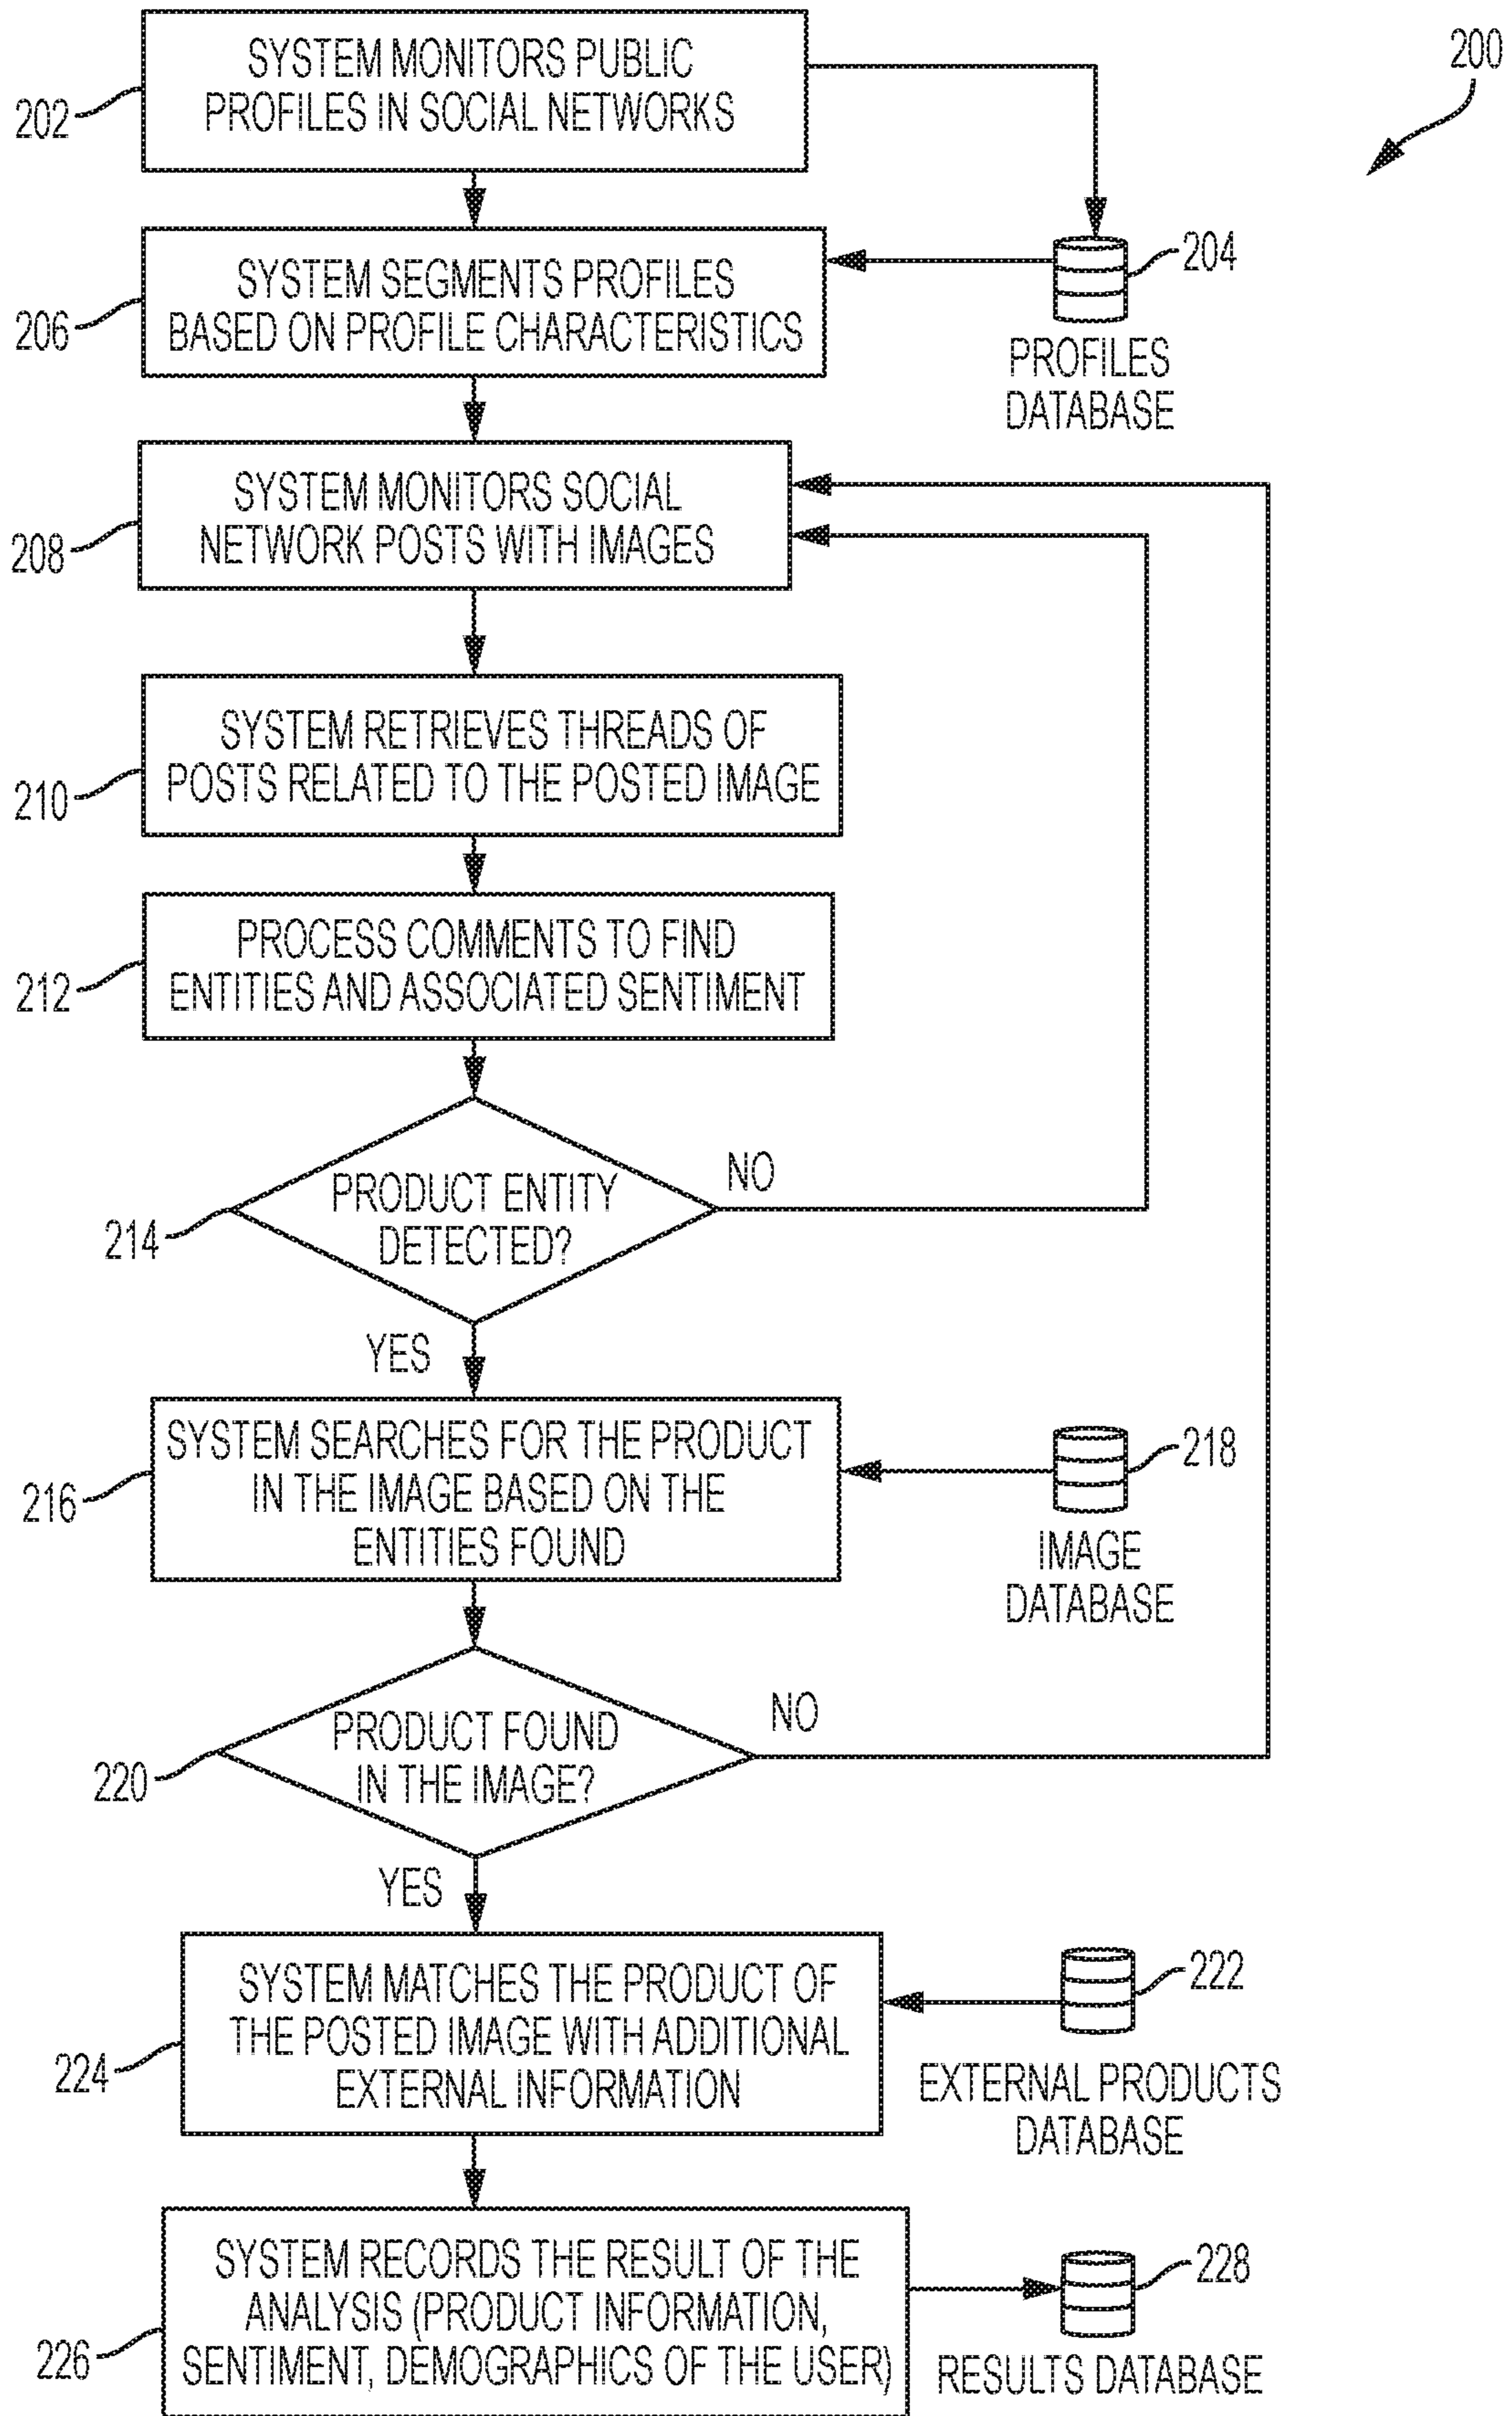 200
SYSTEM MONITORS PUBLIC
PROFILES IN SOCIAL NETWORKS
202
204
PROFILES
DATABASE
SYSTEM SEGMENTS PROFILES
BASED ON PROFILE CHARACTERISTICS
206
SYSTEM MONITORS SOCIAL
NETWORK POSTS WITH IMAGES
208
SYSTEM RETRIEVES THREADS OF
POSTS RELATED TO THE POSTED IMAGE
210
PROCESS COMMENTS TO FIND
ENTITIES AND ASSOCIATED SENTIMENT
212
PRODUCT ENTITY
DETECTED?
214
NO
YES
SYSTEM SEARCHES FOR THE PRODUCT
IN THE IMAGE BASED ON THE
ENTITIES FOUND
216
218
IMAGE
DATABASE
PRODUCT FOUND
IN THE IMAGE?
220
NO
YES
SYSTEM MATCHES THE PRODUCT OF
THE POSTED IMAGE WITH ADDITIONAL
EXTERNAL INFORMATION
224
222
EXTERNAL PRODUCTS
DATABASE
SYSTEM RECORDS THE RESULT OF THE
ANALYSIS (PRODUCT INFORMATION,
SENTIMENT, DEMOGRAPHICS OF THE USER)
226
228
RESULTS DATABASE